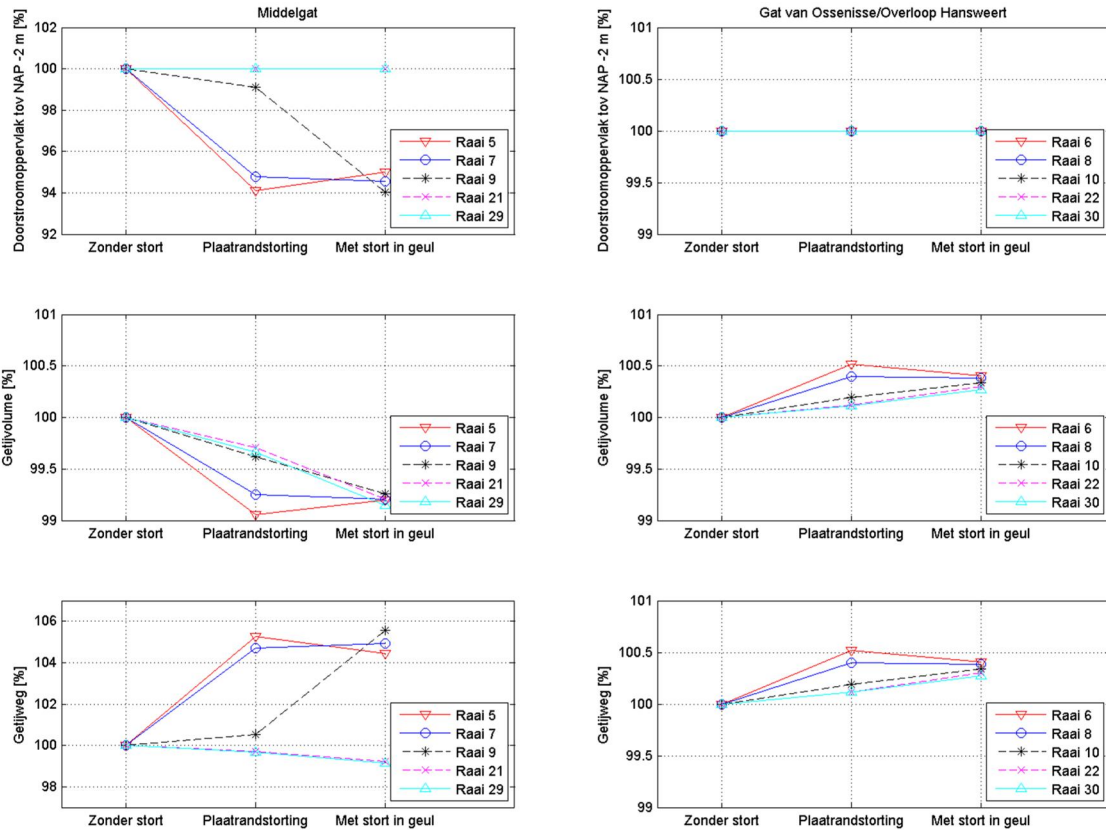 Middelgat
Doorstroomoppervlak tov NAP -2 m [%]
102
100
98
96
94
92
Zonder stort
Plaatrandstorting
Met stort in geul
Raai 5
Raai 7
Raai 9
Raai 21
Raai 29
Gat van Ossenisse/Overloop Hansweert
Doorstroomoppervlak tov NAP -2 m [%]
101
100.5
100
99.5
99
Zonder stort
Plaatrandstorting
Met stort in geul
Raai 6
Raai 8
Raai 10
Raai 22
Raai 30
Getijvolume [%]
101
100.5
100
99.5
99
Zonder stort
Plaatrandstorting
Met stort in geul
Raai 5
Raai 7
Raai 9
Raai 21
Raai 29
Getijvolume [%]
101
100.5
100
99.5
99
Zonder stort
Plaatrandstorting
Met stort in geul
Raai 6
Raai 8
Raai 10
Raai 22
Raai 30
Getijweg [%]
106
104
102
100
98
Zonder stort
Plaatrandstorting
Met stort in geul
Raai 5
Raai 7
Raai 9
Raai 21
Raai 29
Getijweg [%]
101
100.5
100
99.5
99
Zonder stort
Plaatrandstorting
Met stort in geul
Raai 6
Raai 8
Raai 10
Raai 22
Raai 30